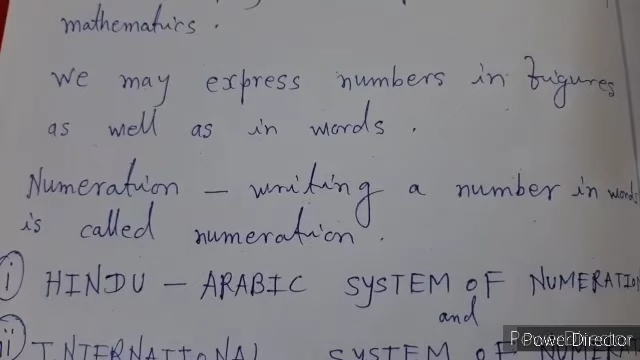 mathematics.
We may express numbers in figures
as well as in words.
Numeration – writing a number in words
is called numeration.
(i) HINDU – ARABIC SYSTEM OF NUMERATION
and
(ii) INTERNATIONAL SYSTEM OF
PowerDirector